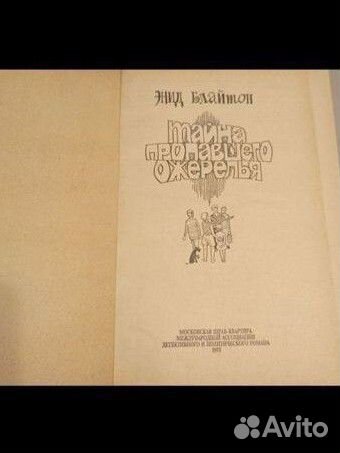 ЭНИД БЛАЙТОН
ТАЙНА
ПРОПАВШЕГО
ОЖЕРЕЛЬЯ
МОСКОВСКАЯ ШТАБ-КВАРТИРА
МЕЖДУНАРОДНОЙ АССОЦИАЦИИ
ДЕТЕКТИВНОГО И ПОЛИТИЧЕСКОГО РОМАНА
Avito